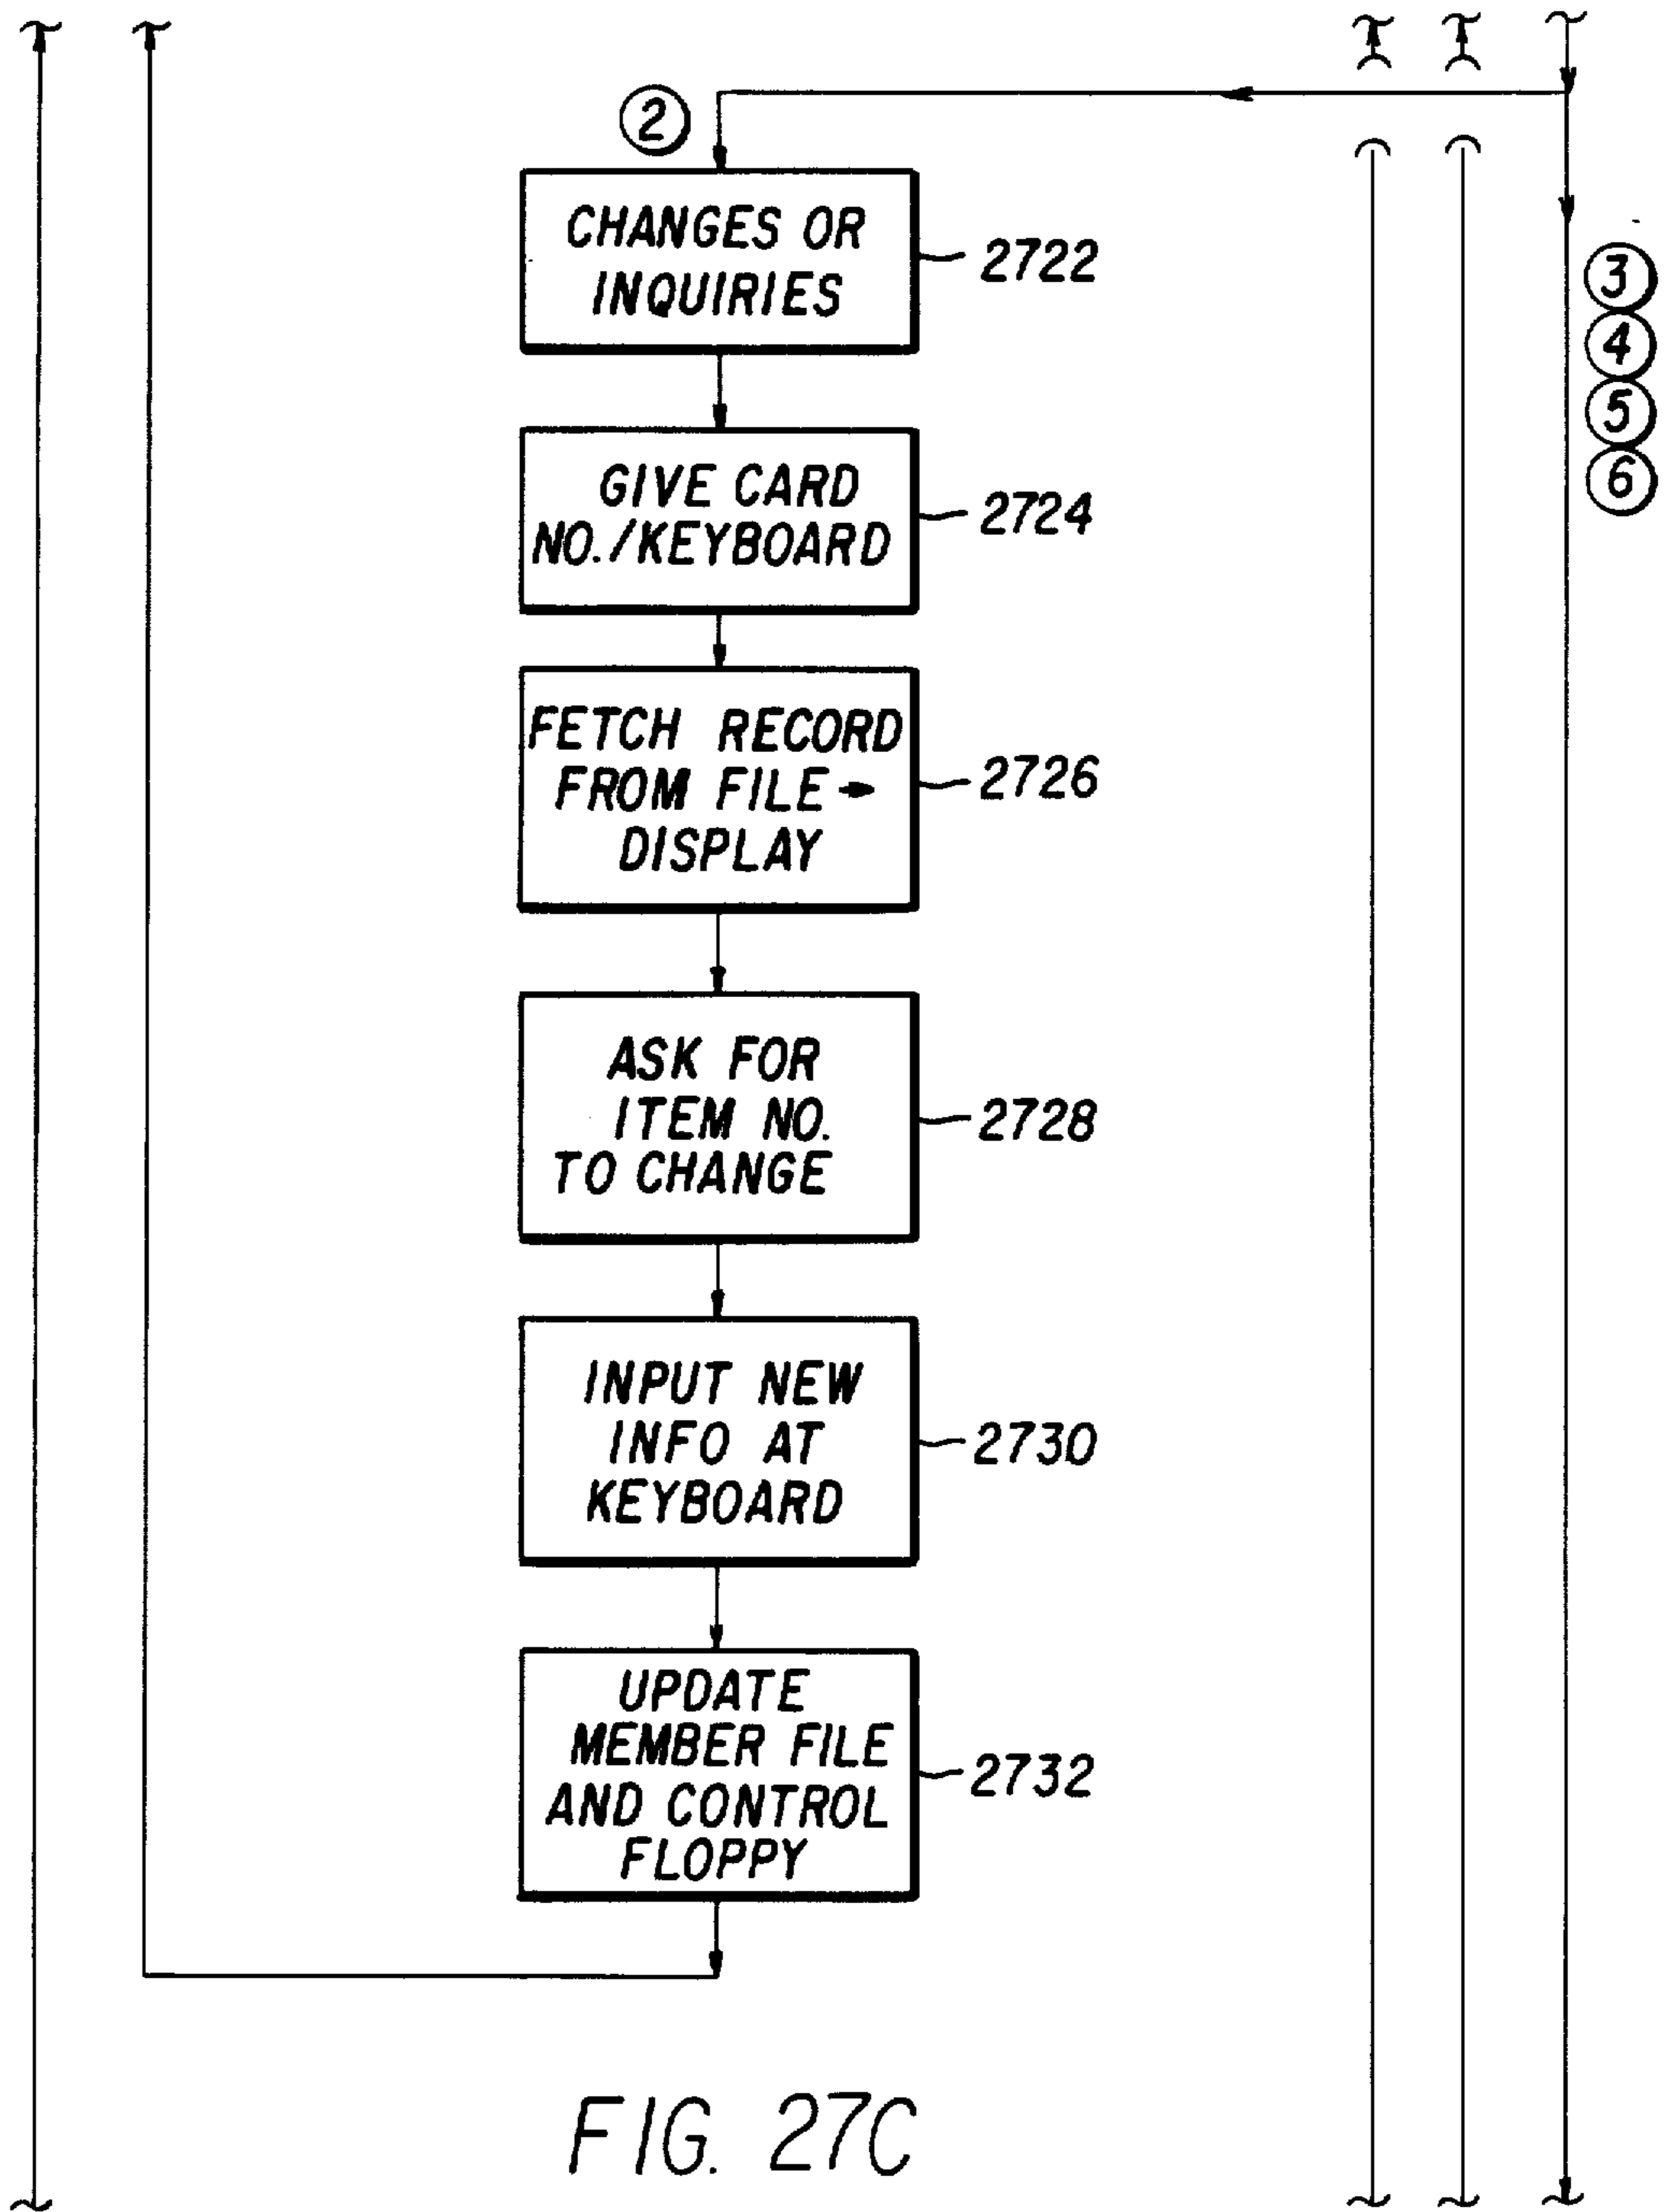 2
CHANGES OR
INQUIRIES
2722
3
4
5
6
GIVE CARD
NO./KEYBOARD
2724
FETCH RECORD
FROM FILE →
DISPLAY
2726
ASK FOR
ITEM NO.
TO CHANGE
2728
INPUT NEW
INFO AT
KEYBOARD
2730
UPDATE
MEMBER FILE
AND CONTROL
FLOPPY
2732
FIG. 27C